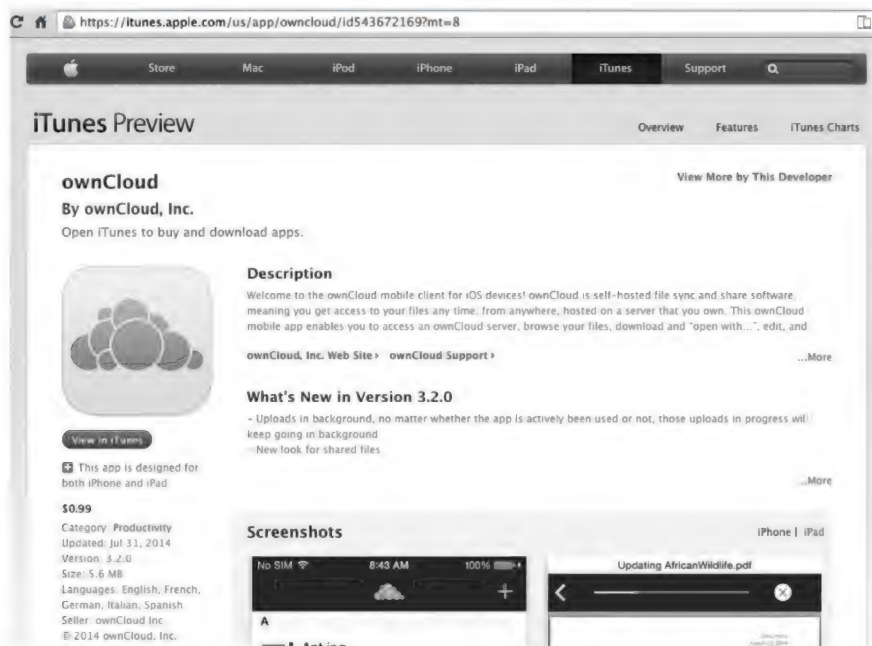 https://itunes.apple.com/us/app/owncloud/id543672169?mt=8
Store Mac iPod iPhone iPad iTunes Support
iTunes Preview
Overview Features iTunes Charts
ownCloud
View More by This Developer
By ownCloud, Inc.
Open iTunes to buy and download apps.
Description
Welcome to the ownCloud mobile client for iOS devices! ownCloud is self-hosted file sync and share software,
meaning you get access to your files any time, from anywhere, hosted on a server that you own. This ownCloud
mobile app enables you to access an ownCloud server, browse your files, download and "open with...", edit, and
ownCloud, Inc. Web Site › ownCloud Support ›
...More
What's New in Version 3.2.0
- Uploads in background, no matter whether the app is actively been used or not, those uploads in progress will
keep going in background
- New look for shared files
...More
View in iTunes
This app is designed for
both iPhone and iPad
$0.99
Category: Productivity
Updated: Jul 31, 2014
Version: 3.2.0
Size: 5.6 MB
Languages: English, French,
German, Italian, Spanish
Seller: ownCloud Inc
© 2014 ownCloud, Inc.
Screenshots
iPhone | iPad
No SIM 8:43 AM 100%
A
Updating AfricanWildlife.pdf